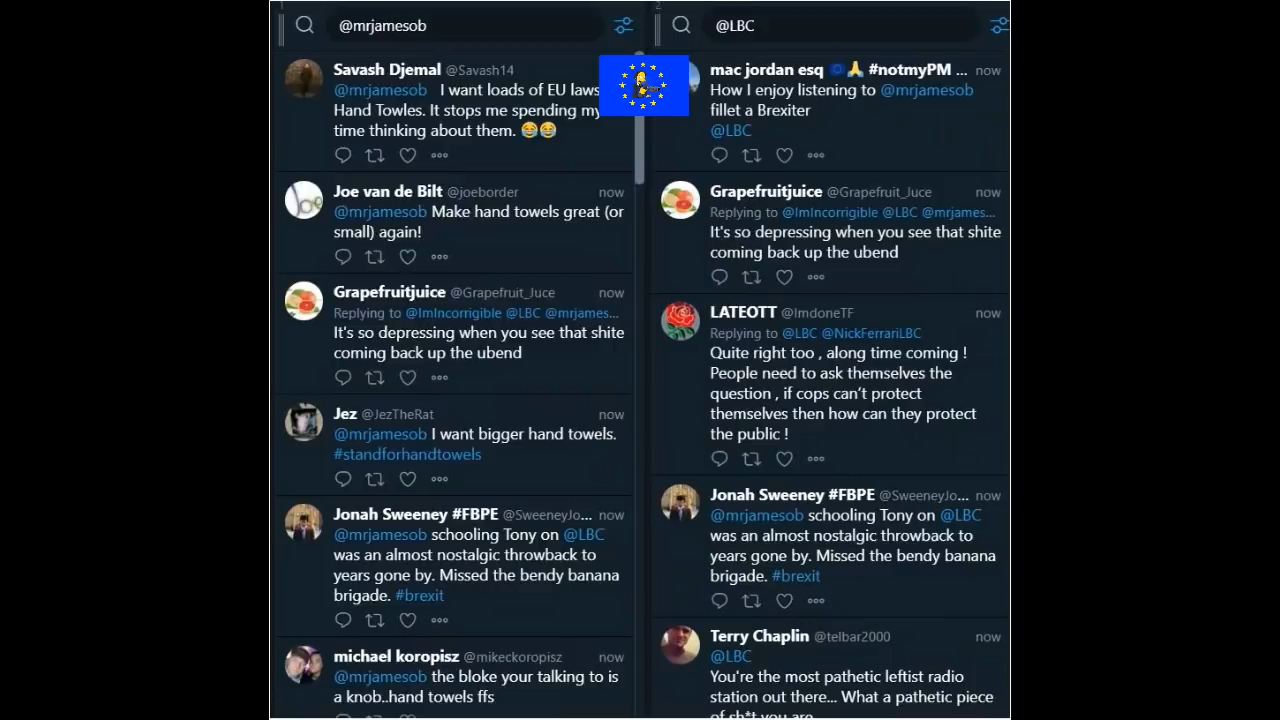 1
@mrjamesob
Savash Djemal @Savash14
@mrjamesob I want loads of EU laws
Hand Towles. It stops me spending my
time thinking about them. 😂😂
Joe van de Bilt @joeborder now
@mrjamesob Make hand towels great (or
small) again!
Grapefruitjuice @Grapefruit_Juce now
Replying to @ImIncorrigible @LBC @mrjames...
It's so depressing when you see that shite
coming back up the ubend
Jez @JezTheRat now
@mrjamesob I want bigger hand towels.
#standforhandtowels
Jonah Sweeney #FBPE @SweeneyJo... now
@mrjamesob schooling Tony on @LBC
was an almost nostalgic throwback to
years gone by. Missed the bendy banana
brigade. #brexit
michael koropisz @mikeckoropisz now
@mrjamesob the bloke your talking to is
a knob..hand towels ffs
2
@LBC
mac jordan esq 🇪🇺🙏 #notmyPM ... now
How I enjoy listening to @mrjamesob
fillet a Brexiter
@LBC
Grapefruitjuice @Grapefruit_Juce now
Replying to @ImIncorrigible @LBC @mrjames...
It's so depressing when you see that shite
coming back up the ubend
LATEOTT @ImdoneTF now
Replying to @LBC @NickFerrariLBC
Quite right too , along time coming !
People need to ask themselves the
question , if cops can't protect
themselves then how can they protect
the public !
Jonah Sweeney #FBPE @SweeneyJo... now
@mrjamesob schooling Tony on @LBC
was an almost nostalgic throwback to
years gone by. Missed the bendy banana
brigade. #brexit
Terry Chaplin @telbar2000 now
@LBC
You're the most pathetic leftist radio
station out there... What a pathetic piece
of sh*t you are